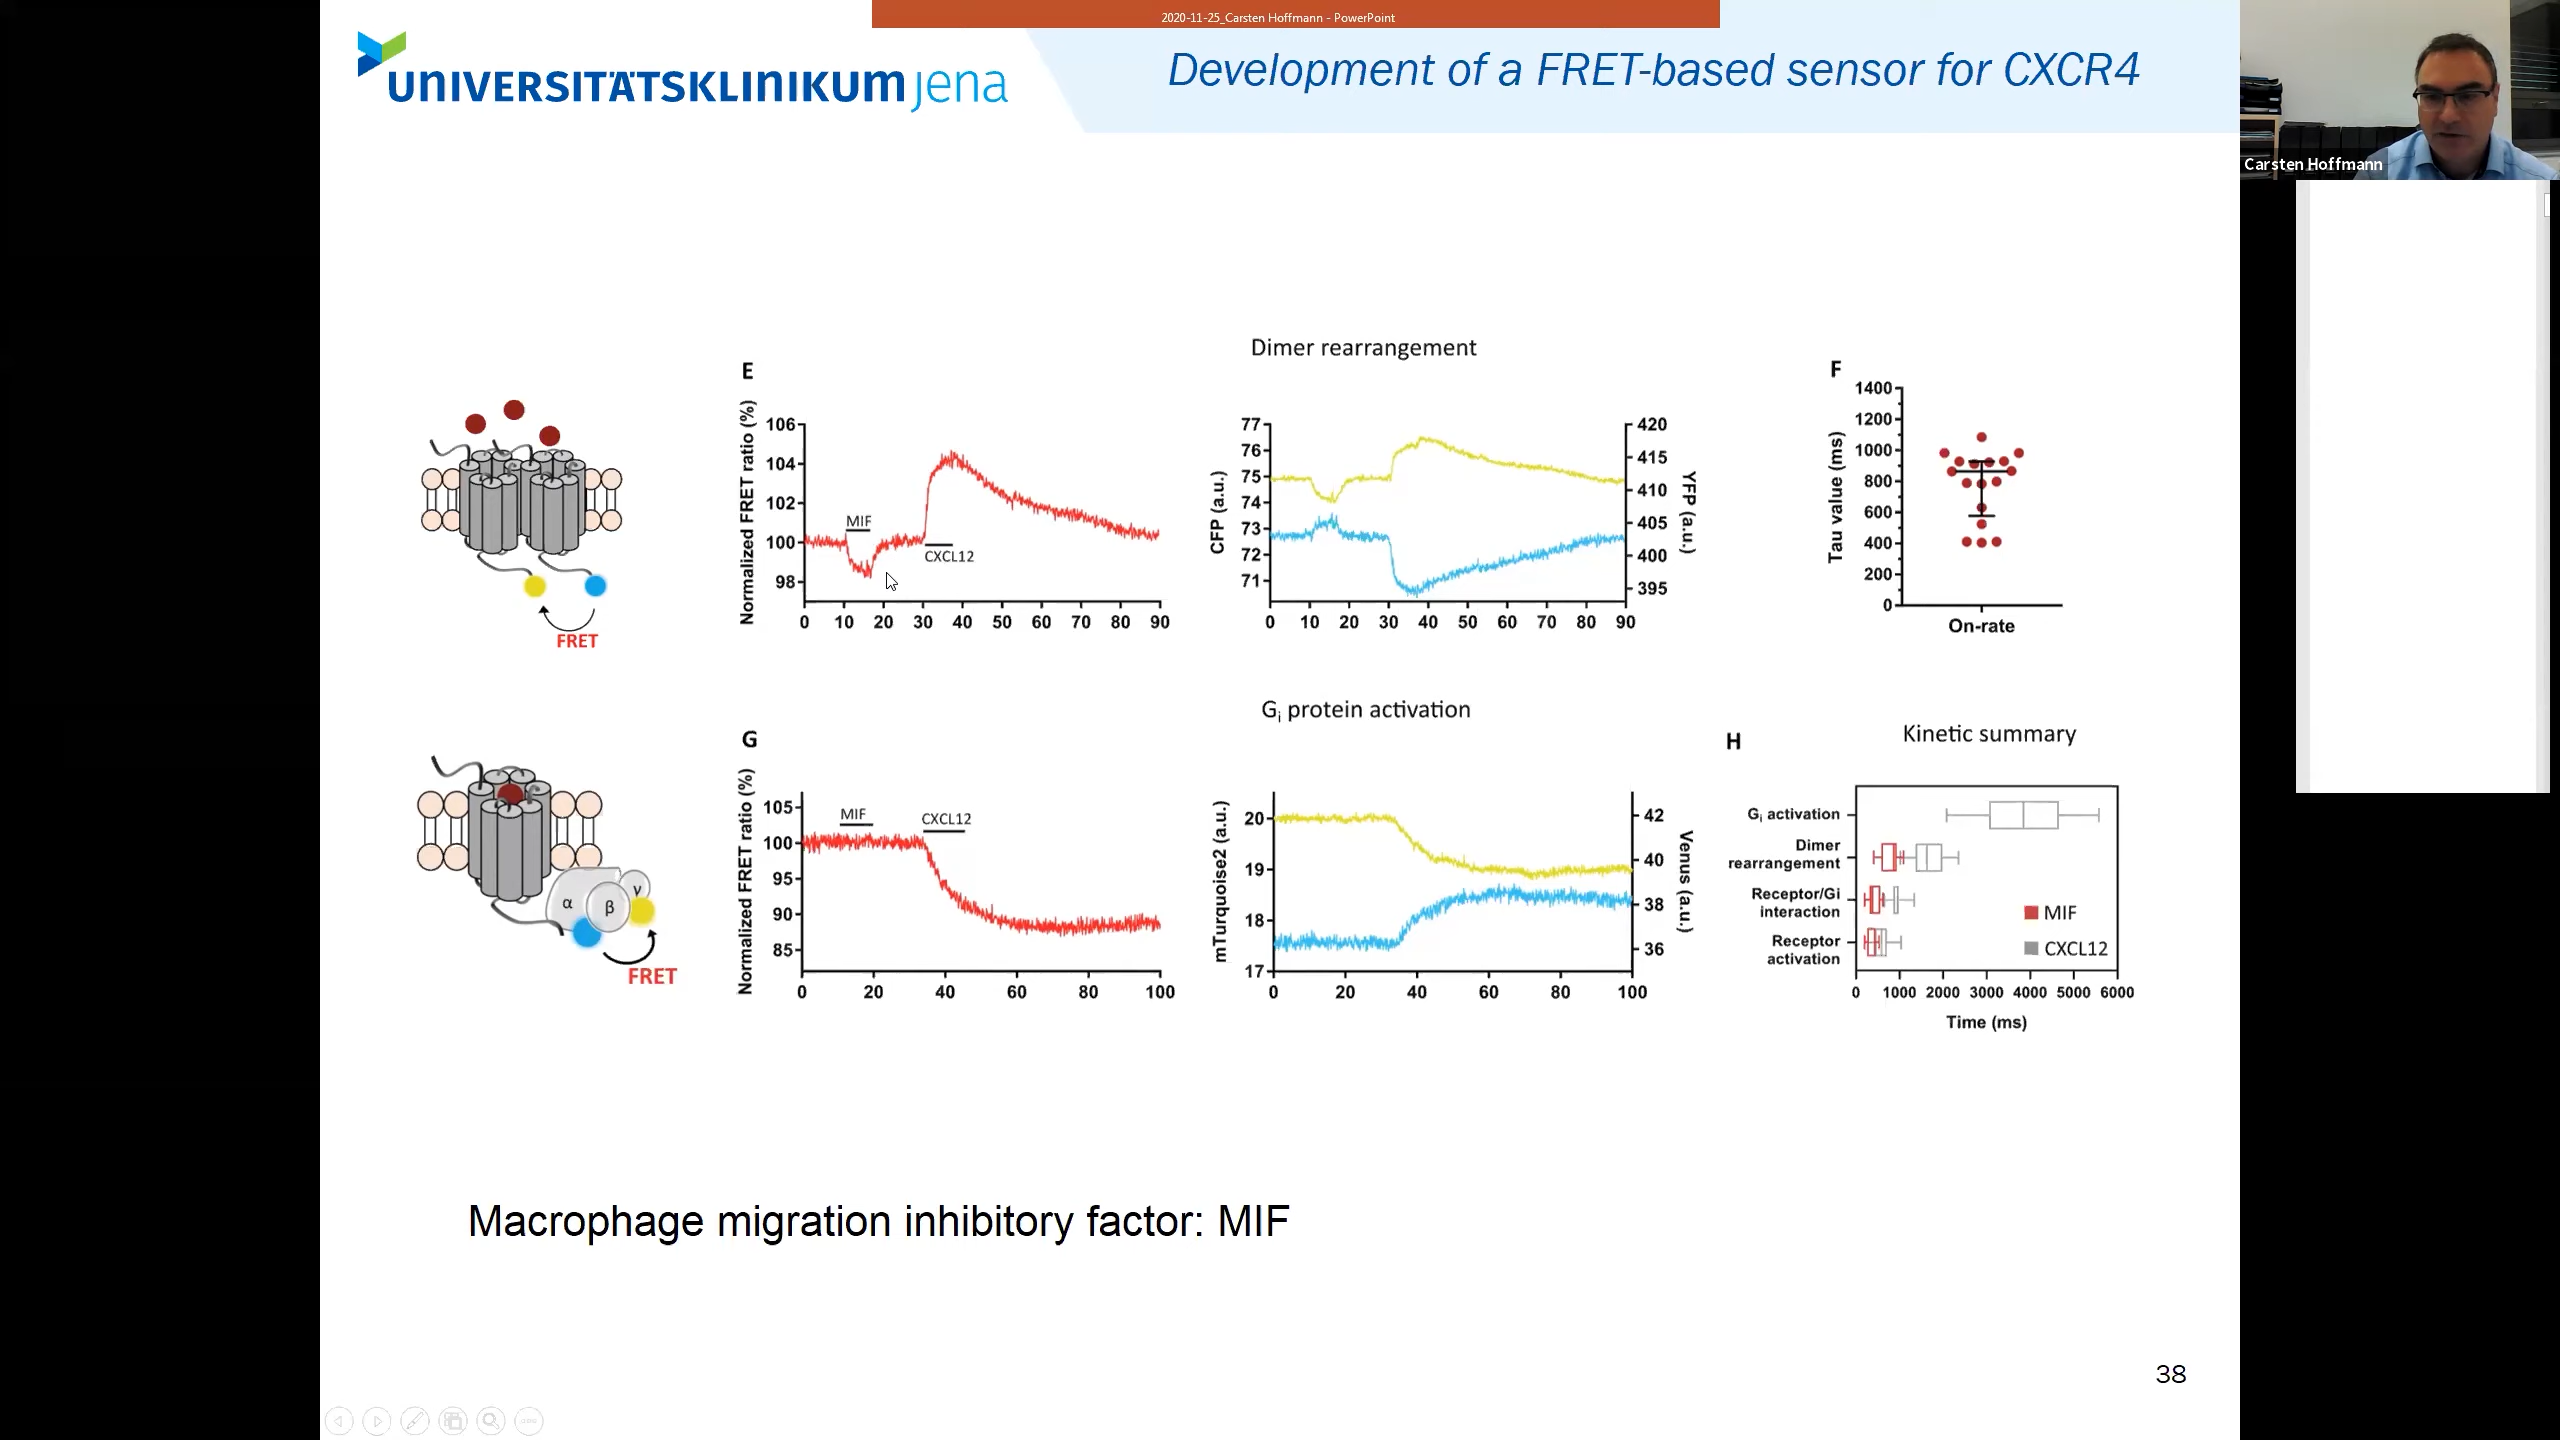 2020-11-25_Carsten Hoffmann - PowerPoint
UNIVERSITÄTSKLINIKUM jena
Development of a FRET-based sensor for CXCR4
Carsten Hoffmann
Dimer rearrangement
E
Normalized FRET ratio (%)
106
104
102
100
98
MIF
CXCL12
0 10 20 30 40 50 60 70 80 90
CFP (a.u.)
77
76
75
74
73
72
71
420
415
410
405
400
395
YFP (a.u.)
0 10 20 30 40 50 60 70 80 90
F
Tau value (ms)
1400
1200
1000
800
600
400
200
0
On-rate
FRET
Gi protein activation
G
Normalized FRET ratio (%)
105
100
95
90
85
MIF
CXCL12
0 20 40 60 80 100
mTurquoise2 (a.u.)
20
19
18
17
42
40
38
36
Venus (a.u.)
0 20 40 60 80 100
H
Kinetic summary
Gi activation
Dimer
rearrangement
Receptor/Gi
interaction
Receptor
activation
MIF
CXCL12
0 1000 2000 3000 4000 5000 6000
Time (ms)
α
β
γ
FRET
Macrophage migration inhibitory factor: MIF
38